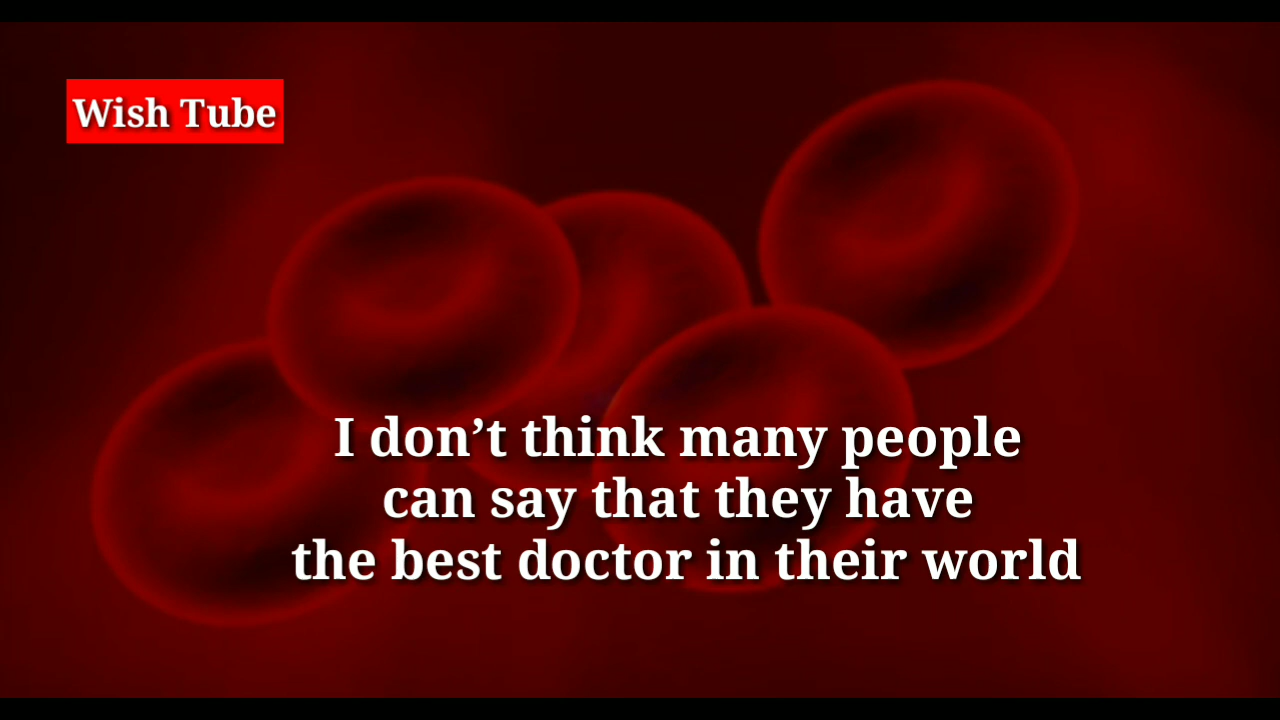 Wish Tube
I don’t think many people
can say that they have
the best doctor in their world